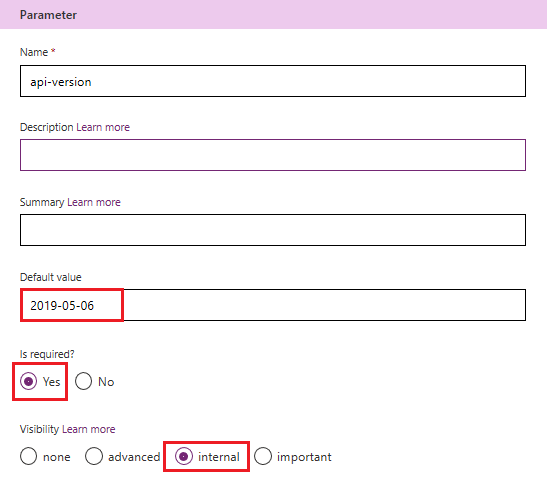 Parameter
Name *
api-version
Description Learn more
Summary Learn more
Default value
2019-05-06
Is required?
Yes No
Visibility Learn more
none advanced internal important